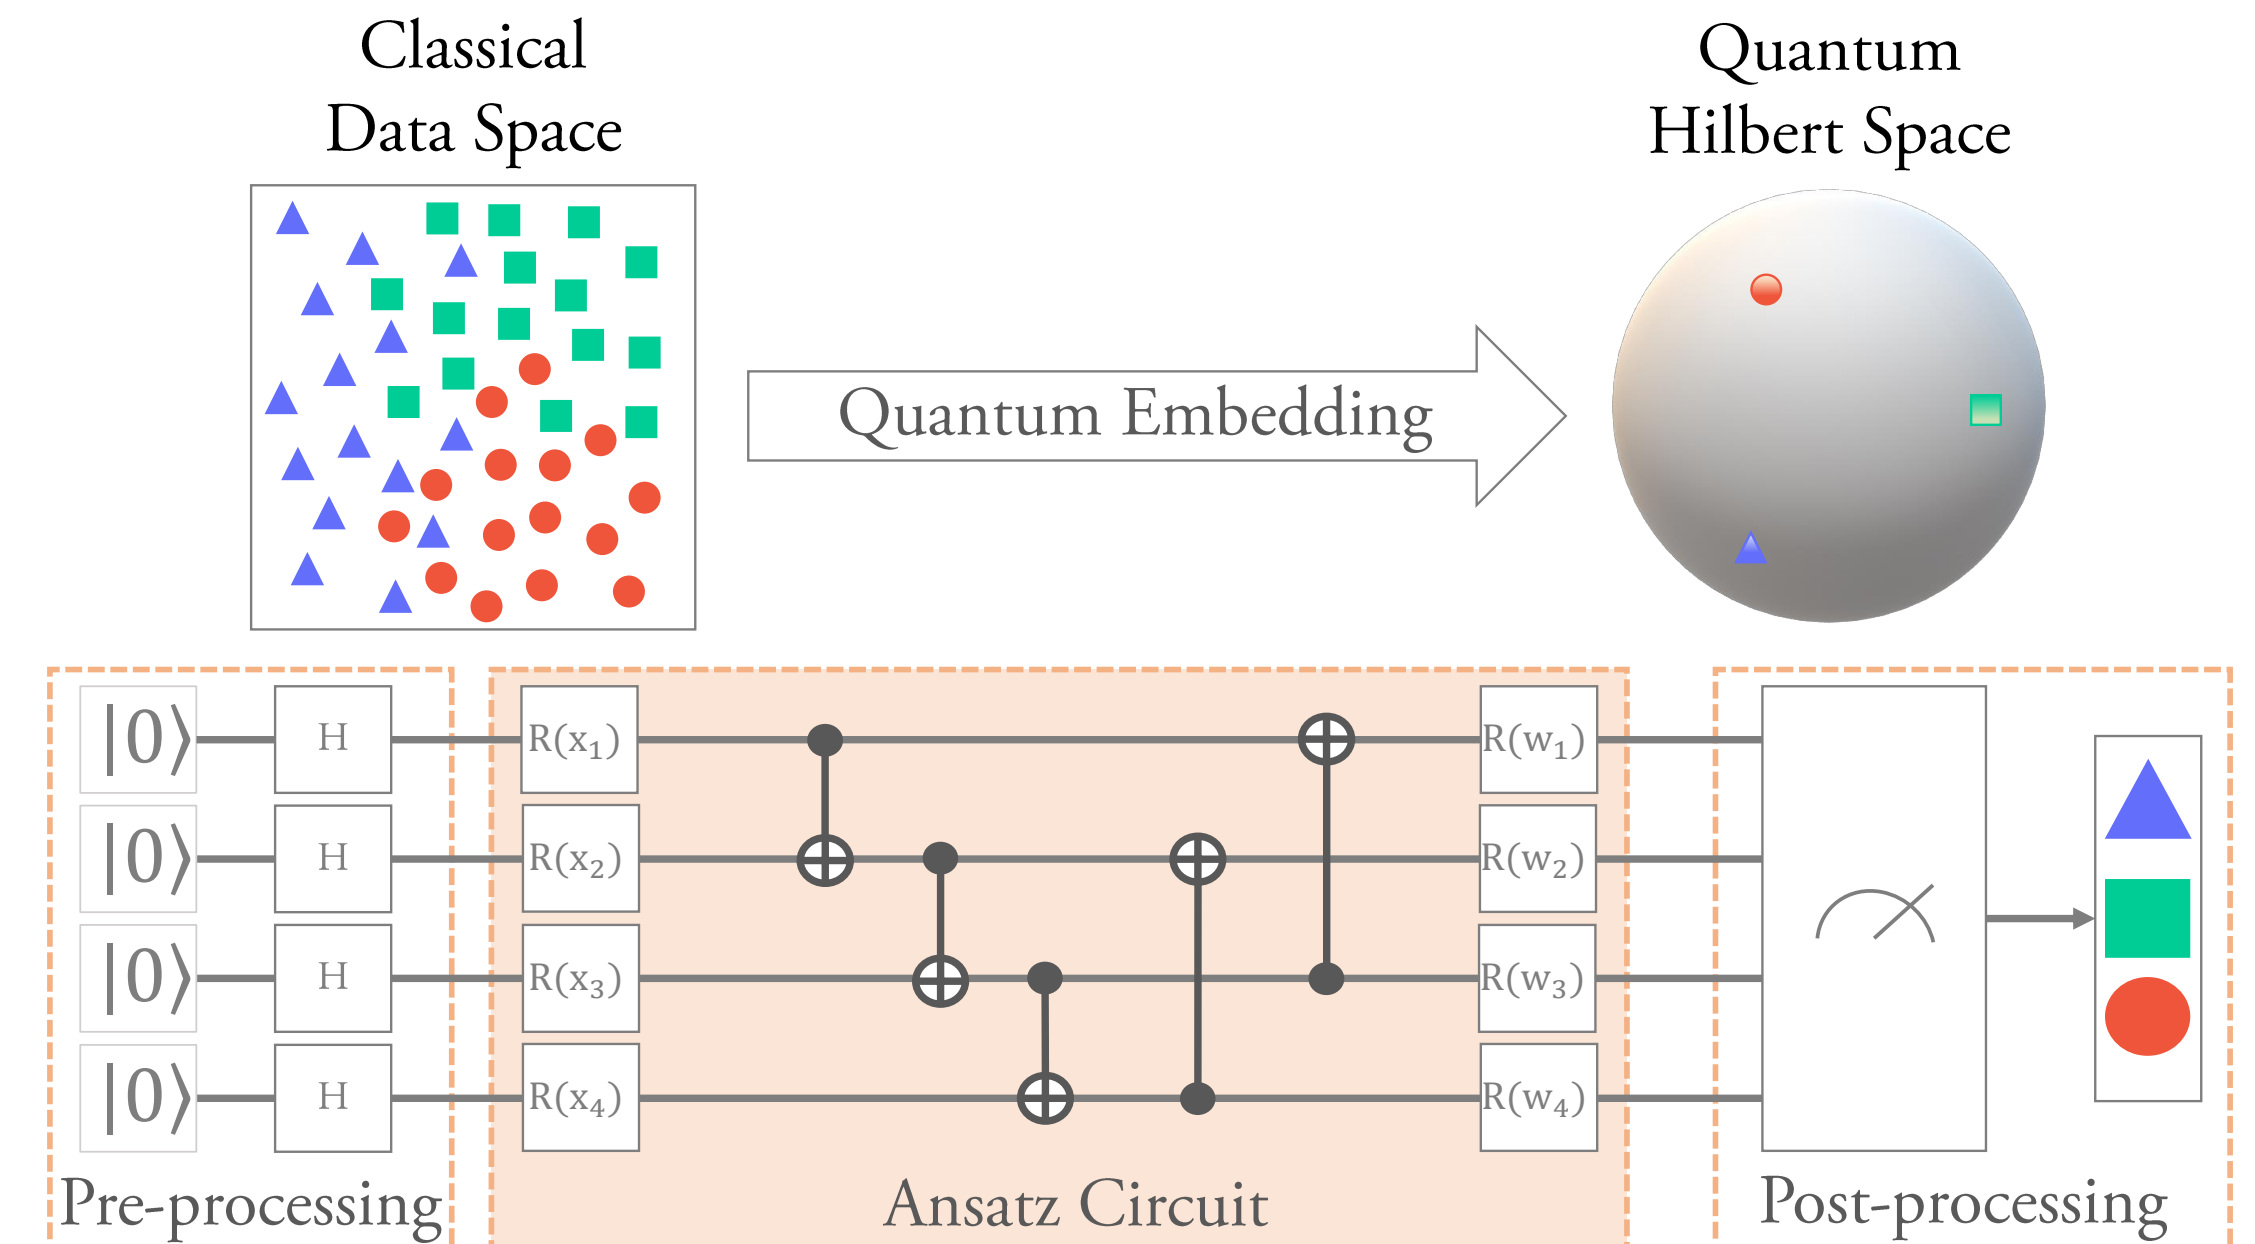 Classical
Data Space
Quantum
Hilbert Space
Quantum Embedding
|0⟩ H R(x₁) R(w₁)
|0⟩ H R(x₂) R(w₂)
|0⟩ H R(x₃) R(w₃)
|0⟩ H R(x₄) R(w₄)
Pre-processing
Ansatz Circuit
Post-processing